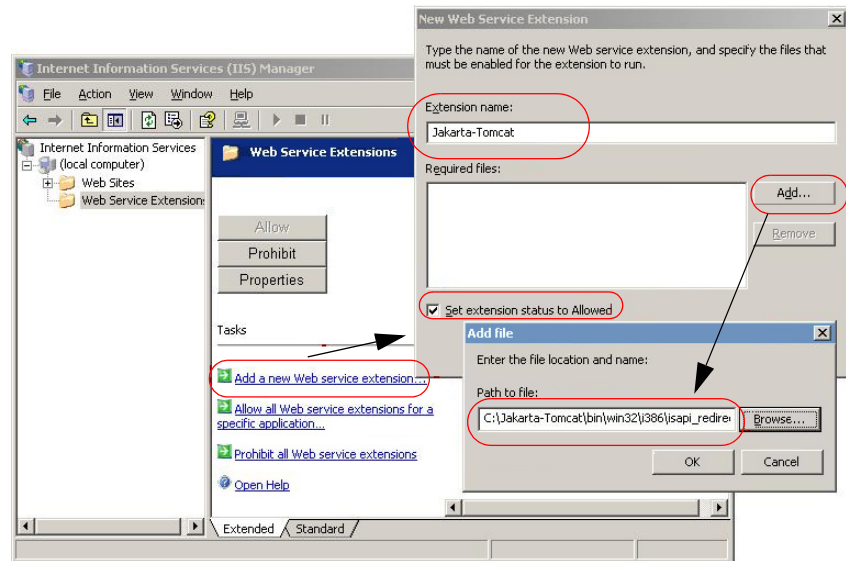 New Web Service Extension
Type the name of the new Web service extension, and specify the files that
must be enabled for the extension to run.
Extension name:
Jakarta-Tomcat
Required files:
Add...
Remove
Set extension status to Allowed
Internet Information Services (IIS) Manager
File Action View Window Help
Internet Information Services
(local computer)
Web Sites
Web Service Extension
Web Service Extensions
Allow
Prohibit
Properties
Tasks
Add a new Web service extension...
Allow all Web service extensions for a
specific application...
Prohibit all Web service extensions
Open Help
Extended Standard
Add file
Enter the file location and name:
Path to file:
C:\Jakarta-Tomcat\bin\win32\i386\isapi_redire
Browse...
OK Cancel